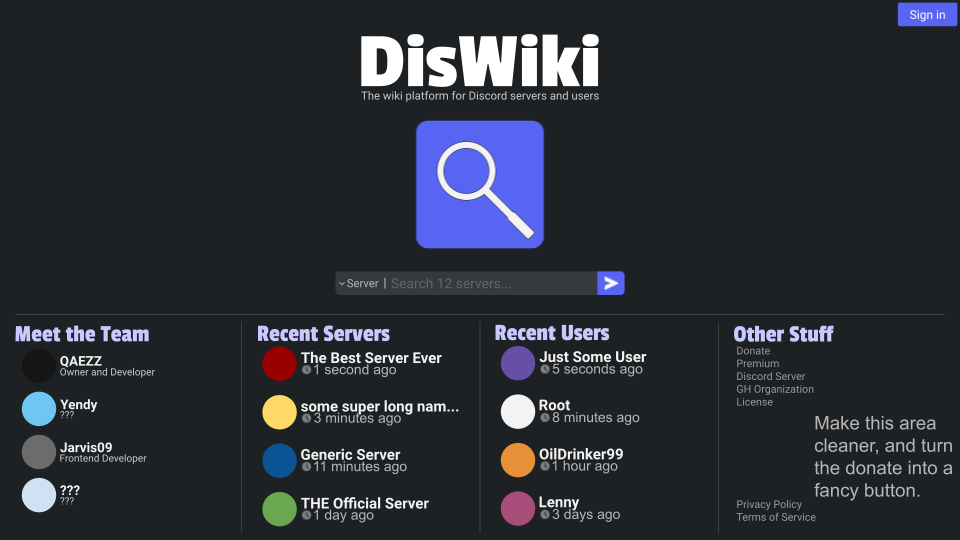 Sign in
DisWiki
The wiki platform for Discord servers and users
Server | Search 12 servers...
Meet the Team
QAEZZ
Owner and Developer
Yendy
???
Jarvis09
Frontend Developer
???
???
Recent Servers
The Best Server Ever
1 second ago
some super long nam...
3 minutes ago
Generic Server
11 minutes ago
THE Official Server
1 day ago
Recent Users
Just Some User
5 seconds ago
Root
8 minutes ago
OilDrinker99
1 hour ago
Lenny
3 days ago
Other Stuff
Donate
Premium
Discord Server
GH Organization
License
Make this area
cleaner, and turn
the donate into a
fancy button.
Privacy Policy
Terms of Service